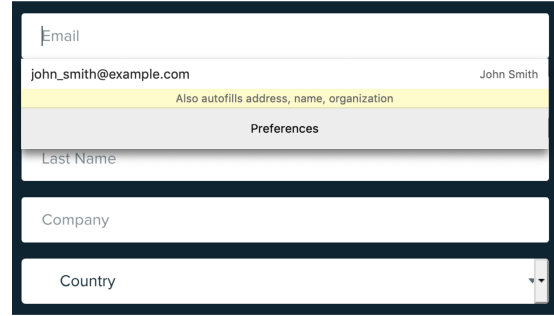 Email
john_smith@example.com John Smith
Also autofills address, name, organization
Preferences
Last Name
Company
Country